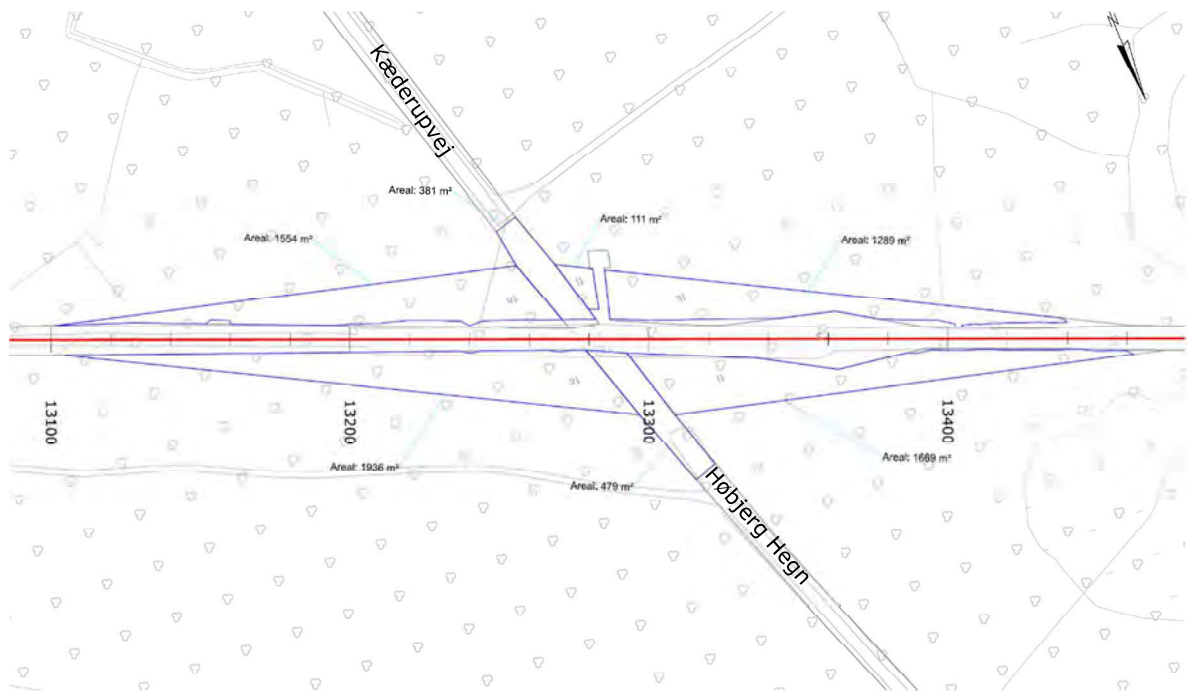 Kæderupvej
Areal: 381 m²
Areal: 111 m²
Areal: 1554 m²
Areal: 1289 m²
13100
13200
13300
13400
Areal: 1936 m²
Areal: 1669 m²
Areal: 479 m²
Høbjerg Hegn